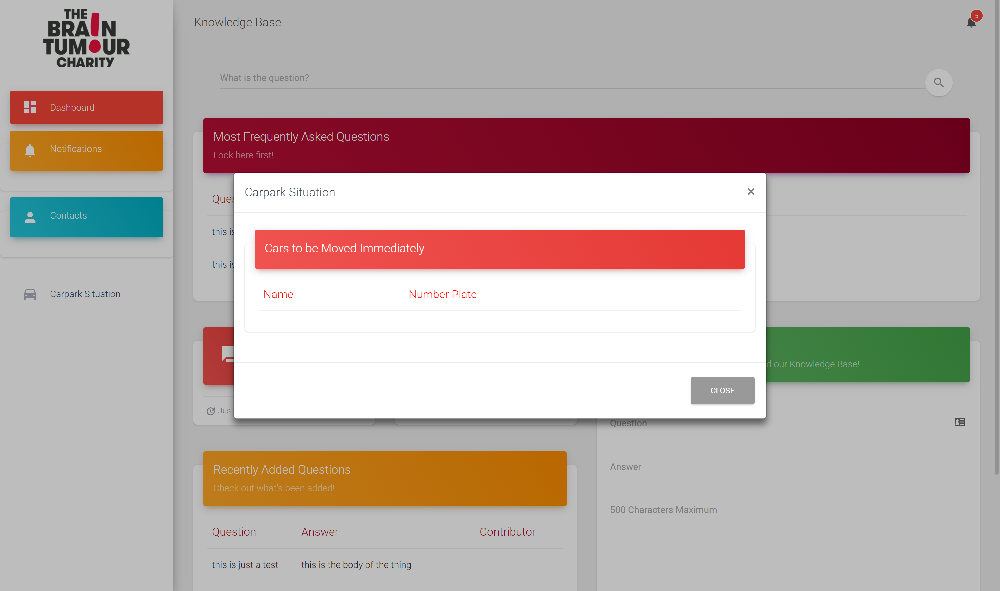 THE
BRAIN
TUMOUR
CHARITY
Dashboard
Notifications
Contacts
Carpark Situation
Knowledge Base
5
What is the question?
Most Frequently Asked Questions
Look here first!
this
this
Carpark Situation
×
Cars to be Moved Immediately
Name Number Plate
CLOSE
Just
our Knowledge Base!
Question
Answer
500 Characters Maximum
Recently Added Questions
Check out what's been added!
Question Answer Contributor
this is just a test this is the body of the thing